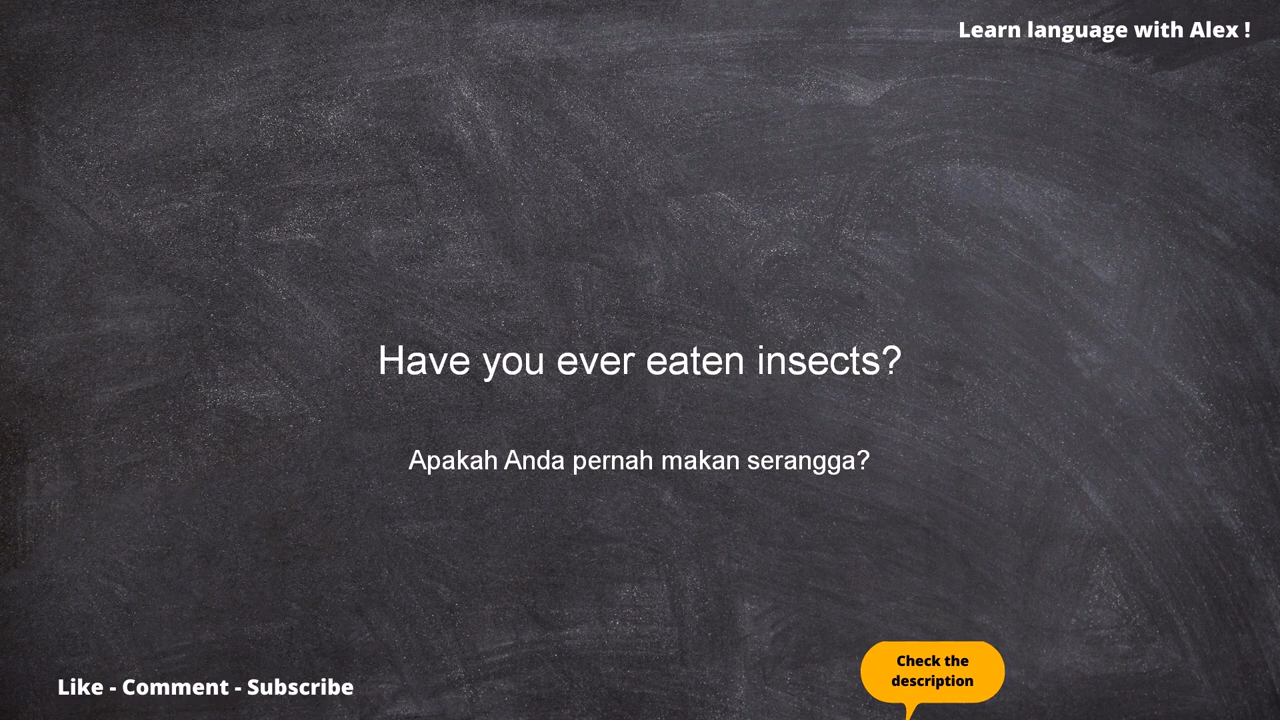 Learn language with Alex !
Have you ever eaten insects?
Apakah Anda pernah makan serangga?
Check the
description
Like - Comment - Subscribe